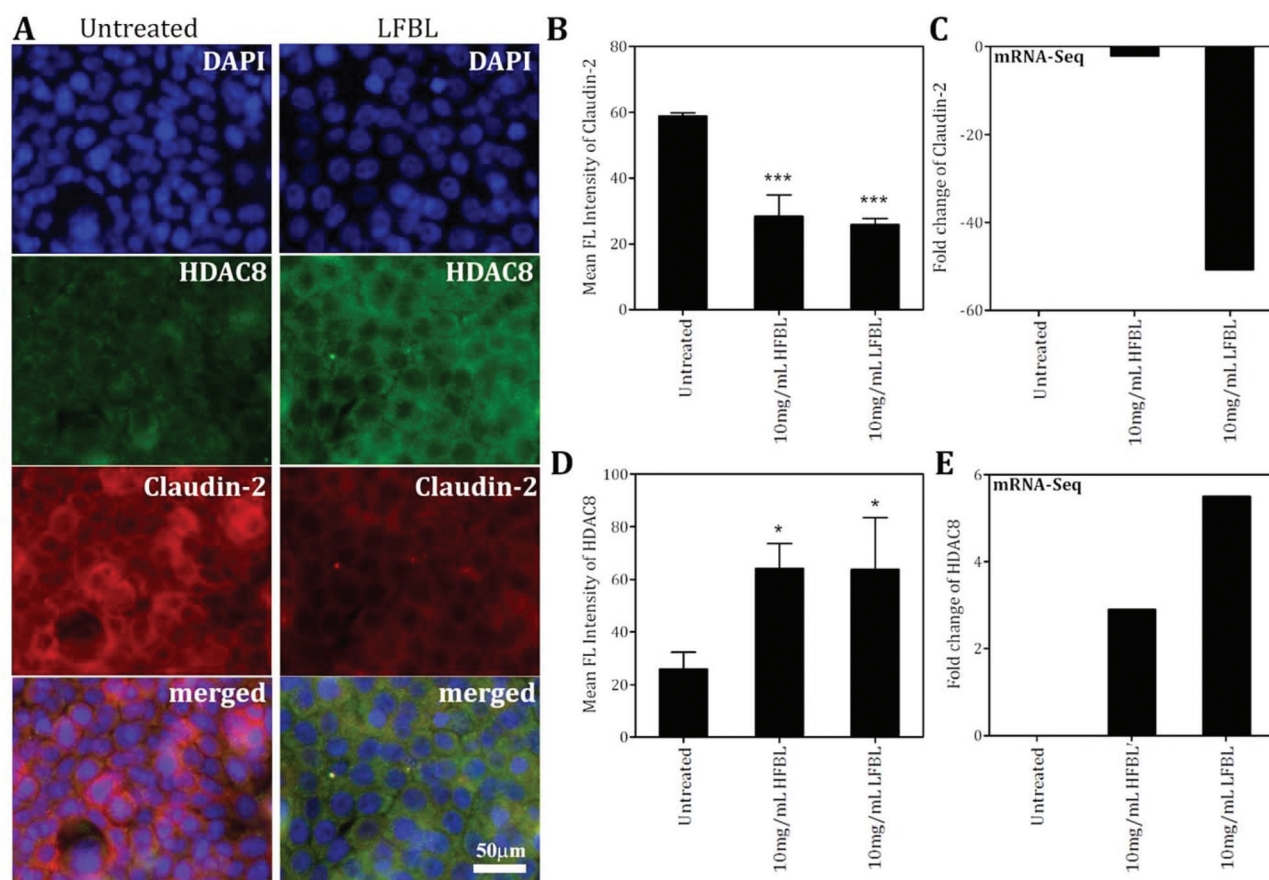 A
Untreated
LFBL
DAPI
DAPI
HDAC8
HDAC8
Claudin-2
Claudin-2
merged
merged
50μm
B
Mean FL Intensity of Claudin-2
80
60
40
20
0
***
***
Untreated
10mg/mL HFBL
10mg/mL LFBL
C
mRNA-Seq
Fold change of Claudin-2
0
-20
-40
-60
Untreated
10mg/mL HFBL
10mg/mL LFBL
D
Mean FL Intensity of HDAC8
100
80
60
40
20
0
*
*
Untreated
10mg/mL HFBL
10mg/mL LFBL
E
mRNA-Seq
Fold change of HDAC8
6
4
2
0
Untreated
10mg/mL HFBL'
10mg/mL LFBL